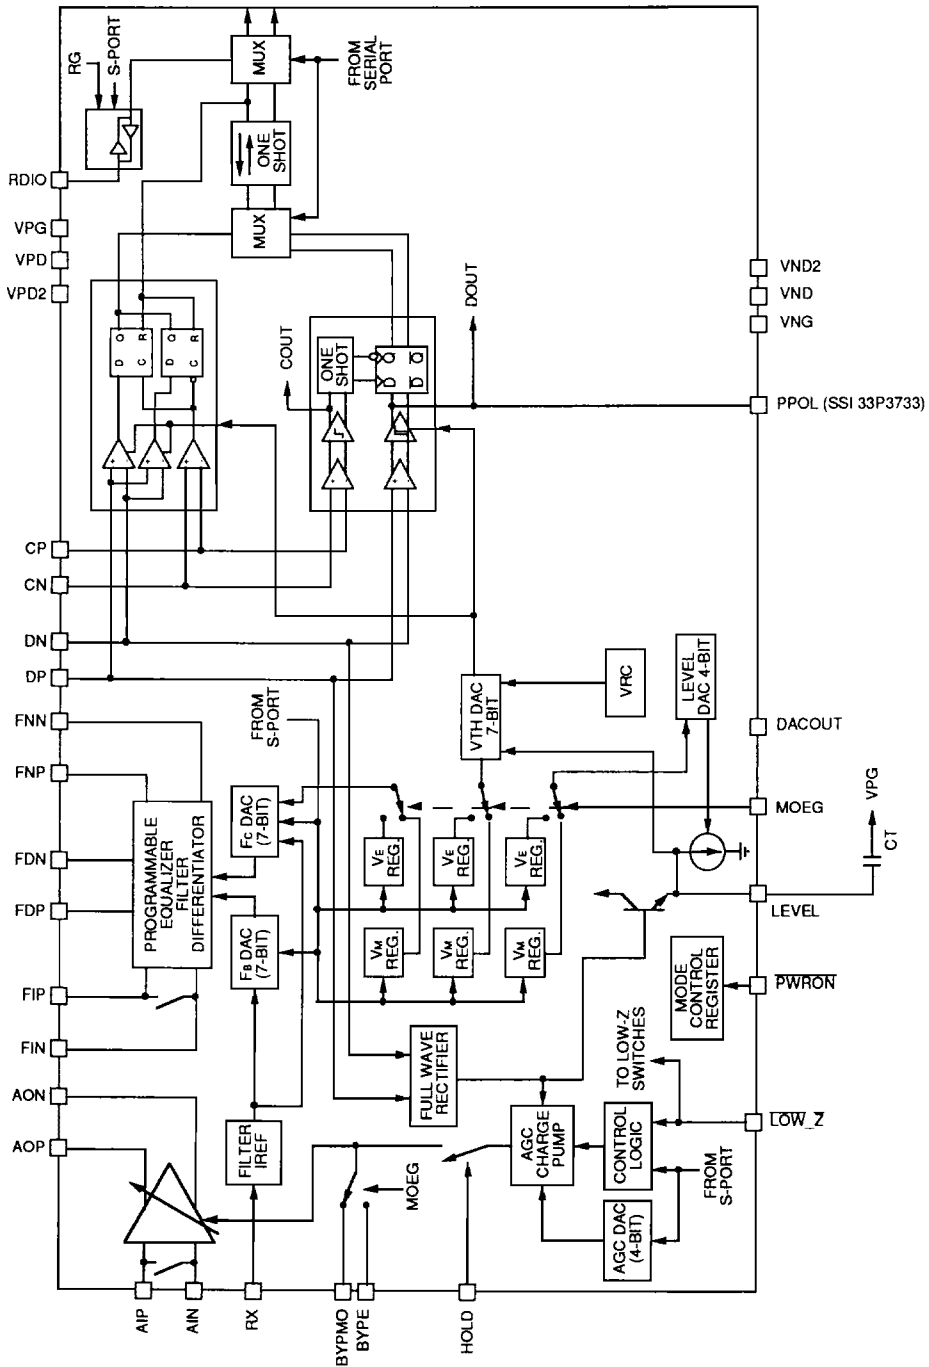 RG
S-PORT
RDIO
VPG
VPD
VPD2
MUX
ONE
SHOT
MUX
FROM
SERIAL
PORT
D Q
C R
D Q
C R
COUT
ONE
SHOT
D Q
D Q
DOUT
VND2
VND
VNG
PPOL (SSI 33P3733)
CP
CN
DN
DP
FNN
FNP
FDN
FDP
FIP
FIN
AON
AOP
PROGRAMMABLE
EQUALIZER
FILTER
DIFFERENTIATOR
FROM
S-PORT
FC DAC
(7-BIT)
FB DAC
(7-BIT)
VTH DAC
7-BIT
VRC
LEVEL
DAC 4-BIT
DACOUT
MOEG
VPG
CT
LEVEL
VE
REG.
VE
REG.
VE
REG.
VM
REG.
VM
REG.
VM
REG.
MODE
CONTROL
REGISTER
PWRON
FULL WAVE
RECTIFIER
TO LOW-Z
SWITCHES
LOW_Z
FILTER
IREF
MOEG
AGC
CHARGE
PUMP
CONTROL
LOGIC
FROM
S-PORT
AGC DAC
(4-BIT)
AIP
AIN
RX
BYPMO
BYPE
HOLD